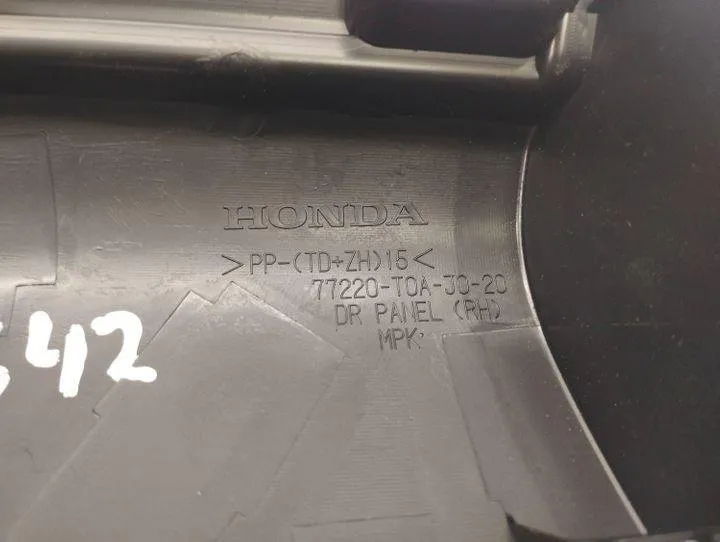 HONDA
>PP-(TD+ZH)15<
77220-T0A-J0-20
DR PANEL (RH)
MPK
42